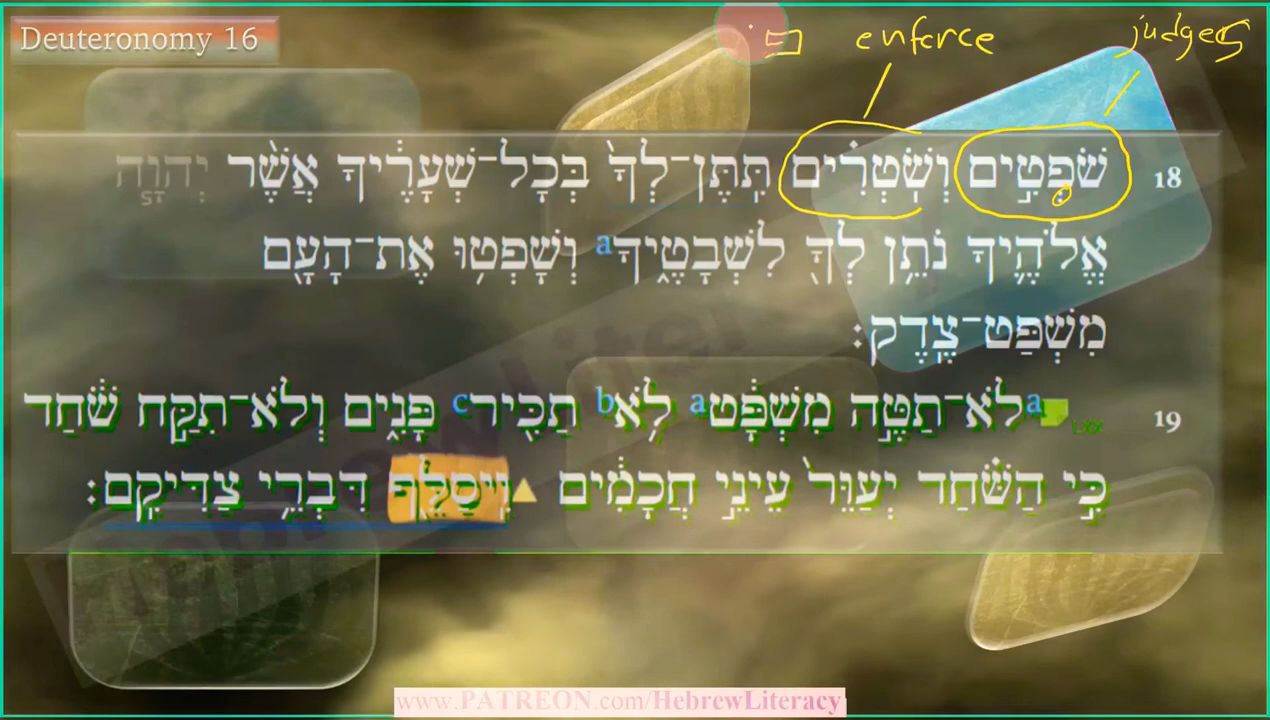 Deuteronomy 16
enforce
judges
18 שֹׁפְטִ֣ים וְשֹֽׁטְרִ֗ים תִּֽתֶּן־לְךָ֙ בְּכָל־שְׁעָרֶ֔יךָ אֲשֶׁ֨ר יְהוָ֧ה
אֱלֹהֶ֛יךָ נֹתֵ֥ן לְךָ֖ לִשְׁבָטֶ֑יךָ a וְשָׁפְט֥וּ אֶת־הָעָ֖ם
מִשְׁפַּט־צֶֽדֶק׃
19 LXX a לֹא־תַטֶּ֣ה מִשְׁפָּ֔ט a לֹ֥א b תַכִּ֖יר c פָּנִ֑ים וְלֹא־תִקַּ֣ח שֹׁ֔חַד
כִּ֣י הַשֹּׁ֗חַד יְעַוֵּר֙ עֵינֵ֣י חֲכָמִ֔ים וִֽיסַלֵּ֖ף דִּבְרֵ֥י צַדִּיקִֽם׃
www.PATREON.com/HebrewLiteracy